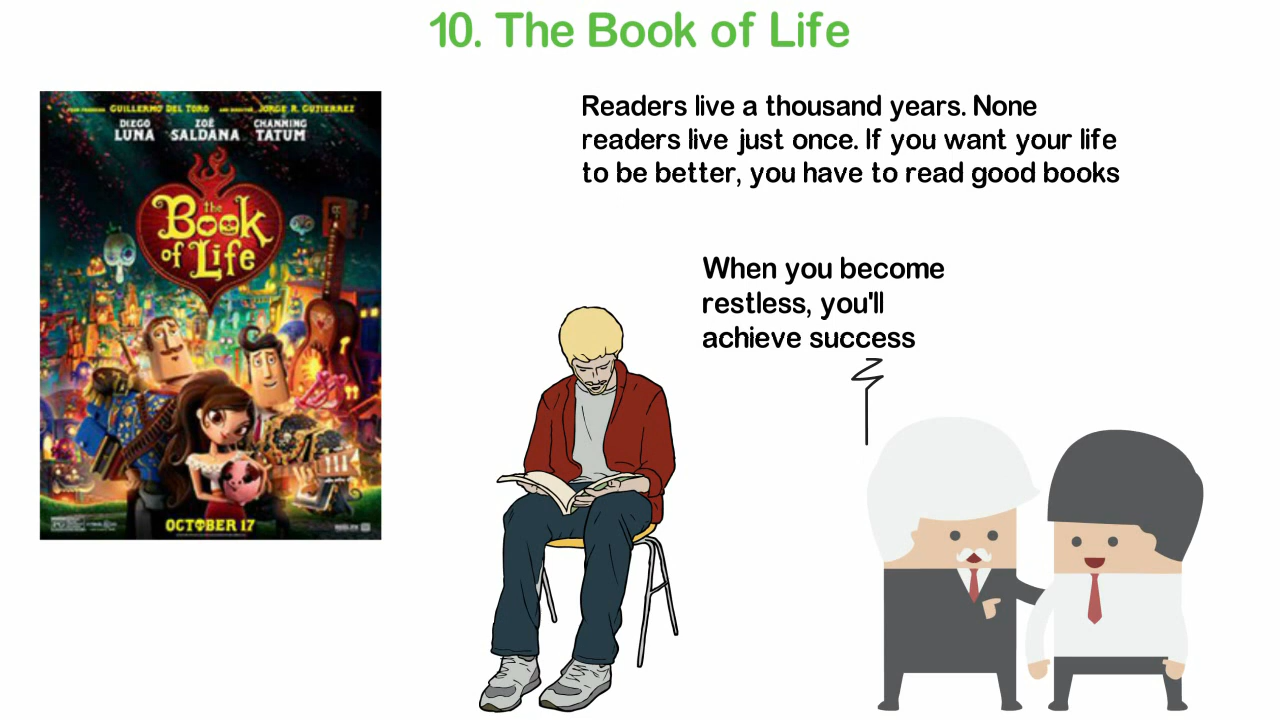 10. The Book of Life
GUILLERMO DEL TORO JORGE R. GUTIERREZ
DIEGO LUNA ZOË SALDANA CHANNING TATUM
the
Book
of Life
OCTOBER 17
Readers live a thousand years. None
readers live just once. If you want your life
to be better, you have to read good books
When you become
restless, you'll
achieve success